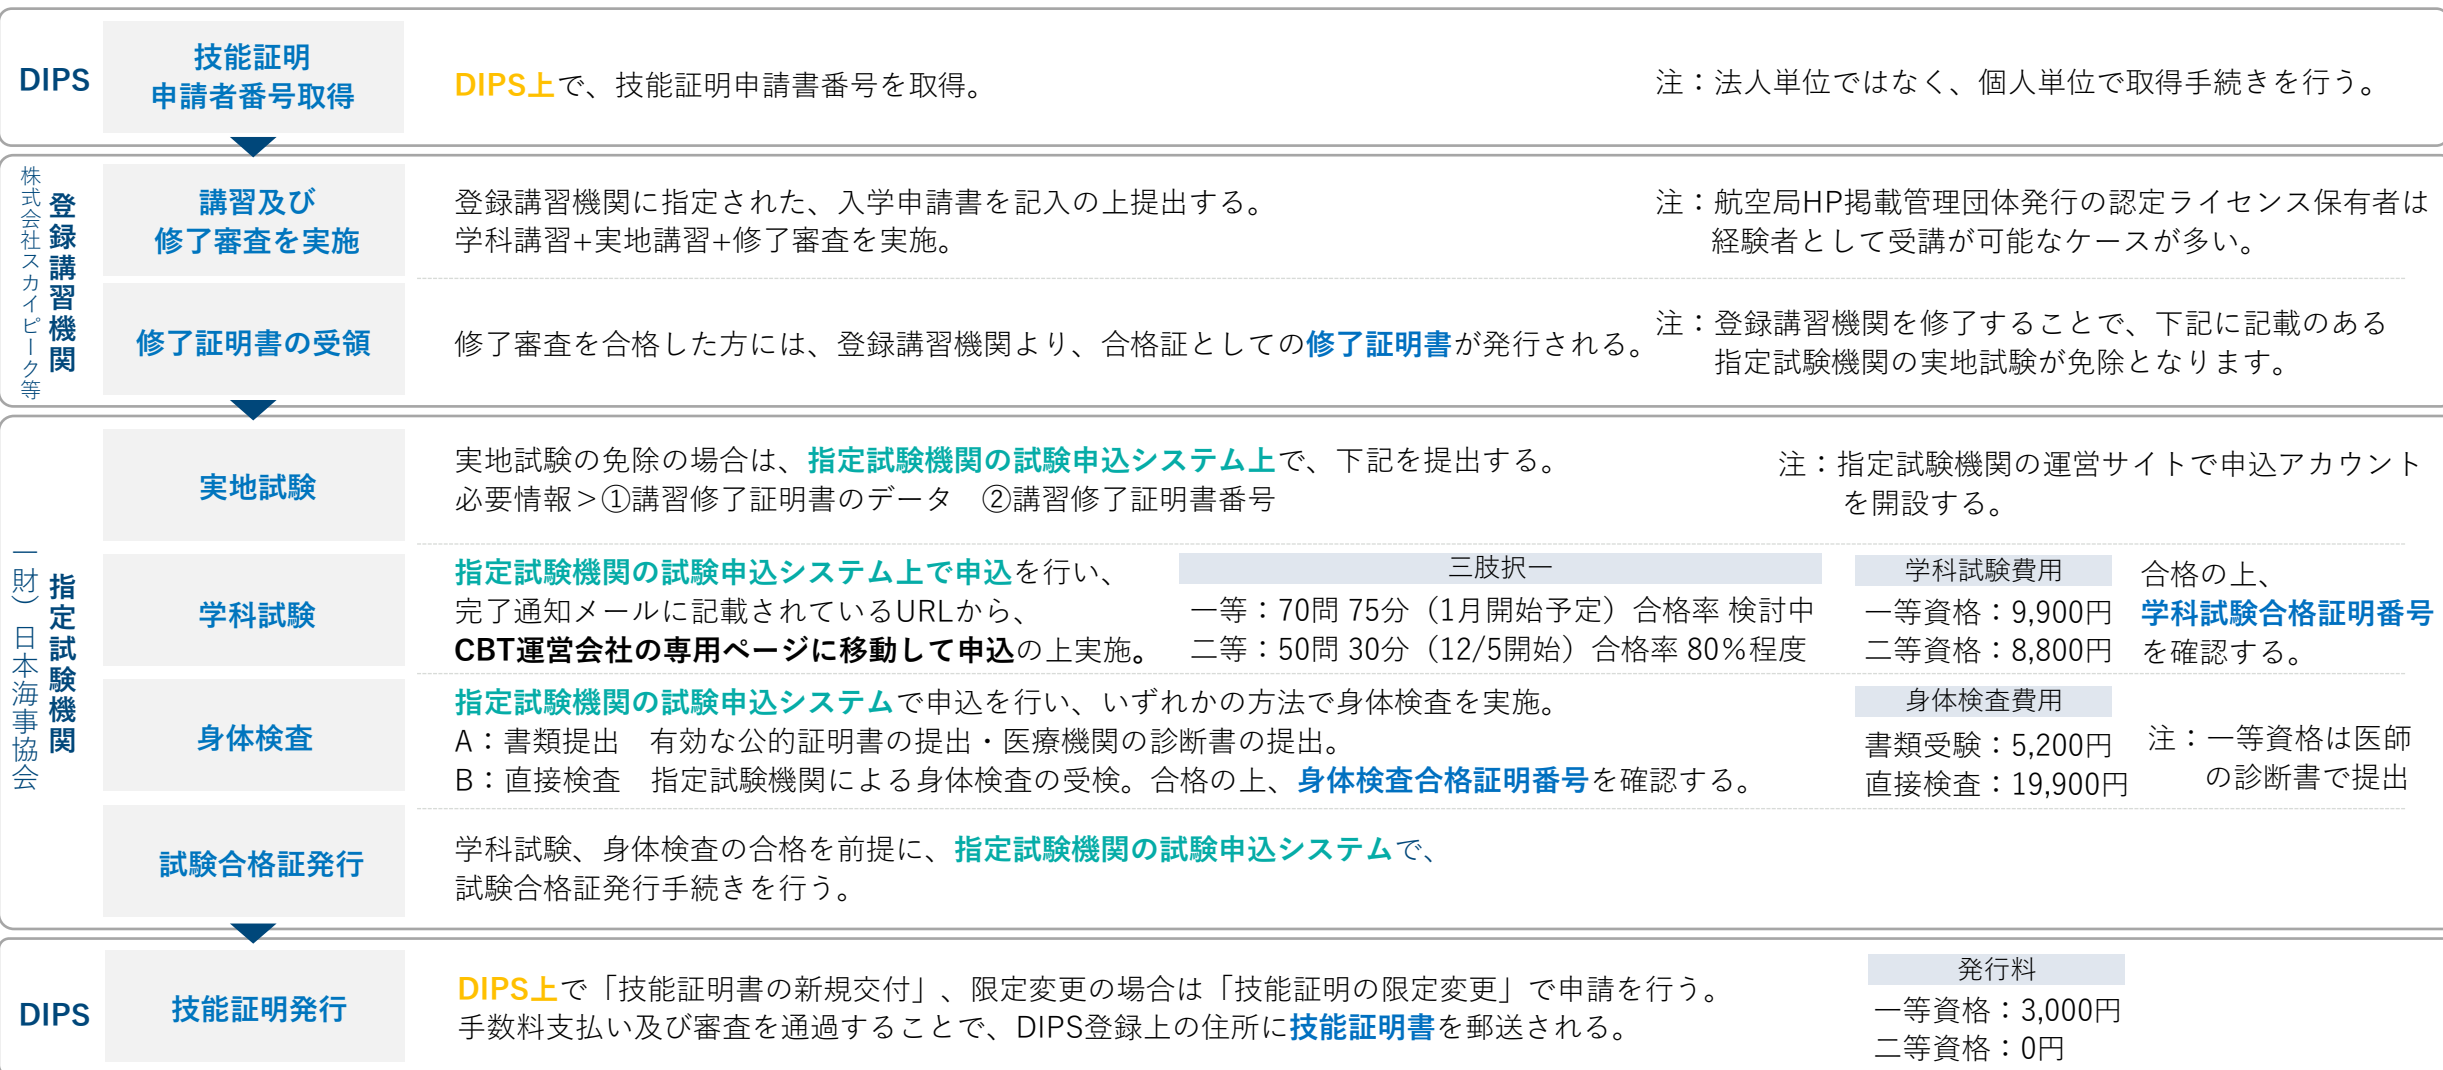 DIPS
技能証明
申請者番号取得
DIPS上で、技能証明申請書番号を取得。
注：法人単位ではなく、個人単位で取得手続きを行う。
登録講習機関
株式会社スカイピーク等
講習及び
修了審査を実施
登録講習機関に指定された、入学申請書を記入の上提出する。
学科講習+実地講習+修了審査を実施。
注：航空局HP掲載管理団体発行の認定ライセンス保有者は
経験者として受講が可能なケースが多い。
修了証明書の受領
修了審査を合格した方には、登録講習機関より、合格証としての修了証明書が発行される。
注：登録講習機関を修了することで、下記に記載のある
指定試験機関の実地試験が免除となります。
指定試験機関
一財）日本海事協会
実地試験
実地試験の免除の場合は、指定試験機関の試験申込システム上で、下記を提出する。
必要情報＞①講習修了証明書のデータ　②講習修了証明書番号
注：指定試験機関の運営サイトで申込アカウント
を開設する。
学科試験
指定試験機関の試験申込システム上で申込を行い、
完了通知メールに記載されているURLから、
CBT運営会社の専用ページに移動して申込の上実施。
三肢択一
一等：70問 75分（1月開始予定）合格率 検討中
二等：50問 30分（12/5開始）合格率 80％程度
学科試験費用
一等資格：9,900円
二等資格：8,800円
合格の上、
学科試験合格証明番号
を確認する。
身体検査
指定試験機関の試験申込システムで申込を行い、いずれかの方法で身体検査を実施。
A：書類提出　有効な公的証明書の提出・医療機関の診断書の提出。
B：直接検査　指定試験機関による身体検査の受検。合格の上、身体検査合格証明番号を確認する。
身体検査費用
書類受験：5,200円
直接検査：19,900円
注：一等資格は医師
の診断書で提出
試験合格証発行
学科試験、身体検査の合格を前提に、指定試験機関の試験申込システムで、
試験合格証発行手続きを行う。
DIPS
技能証明発行
DIPS上で「技能証明書の新規交付」、限定変更の場合は「技能証明の限定変更」で申請を行う。
手数料支払い及び審査を通過することで、DIPS登録上の住所に技能証明書を郵送される。
発行料
一等資格：3,000円
二等資格：0円